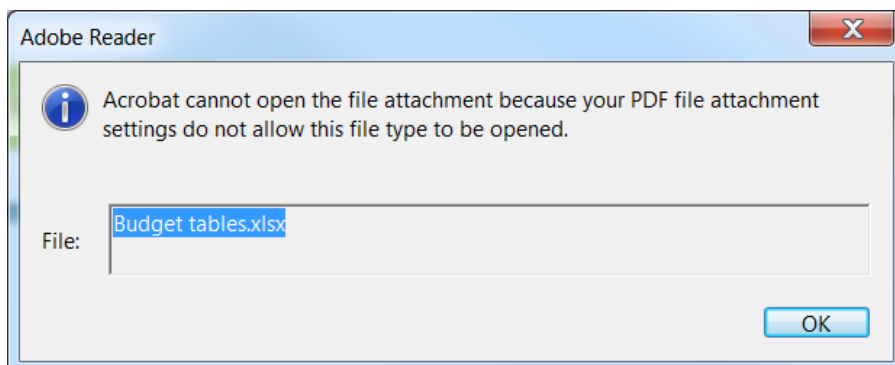 Adobe Reader
Acrobat cannot open the file attachment because your PDF file attachment
settings do not allow this file type to be opened.
File:
Budget tables.xlsx
OK